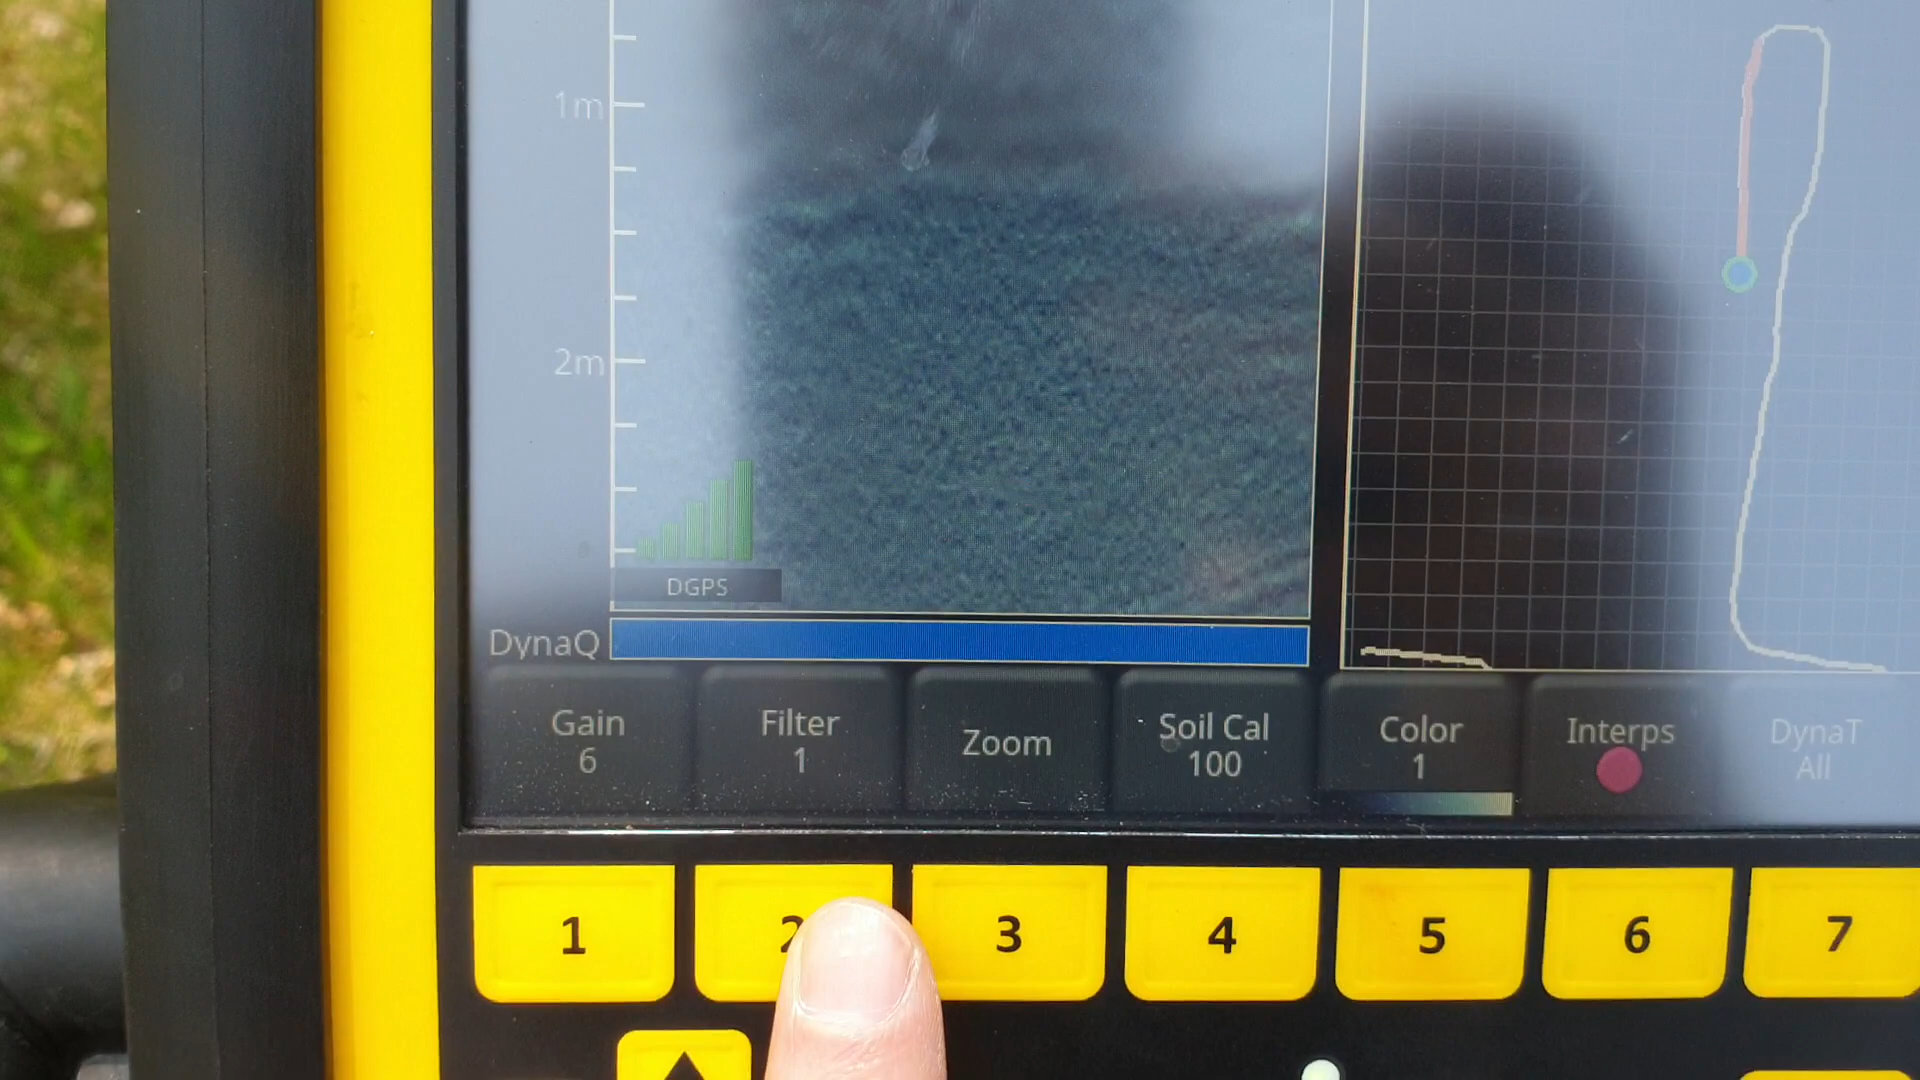 1m
2m
DGPS
DynaQ
Gain
6
Filter
1
Zoom
Soil Cal
100
Color
1
Interps
DynaT
All
1
2
3
4
5
6
7